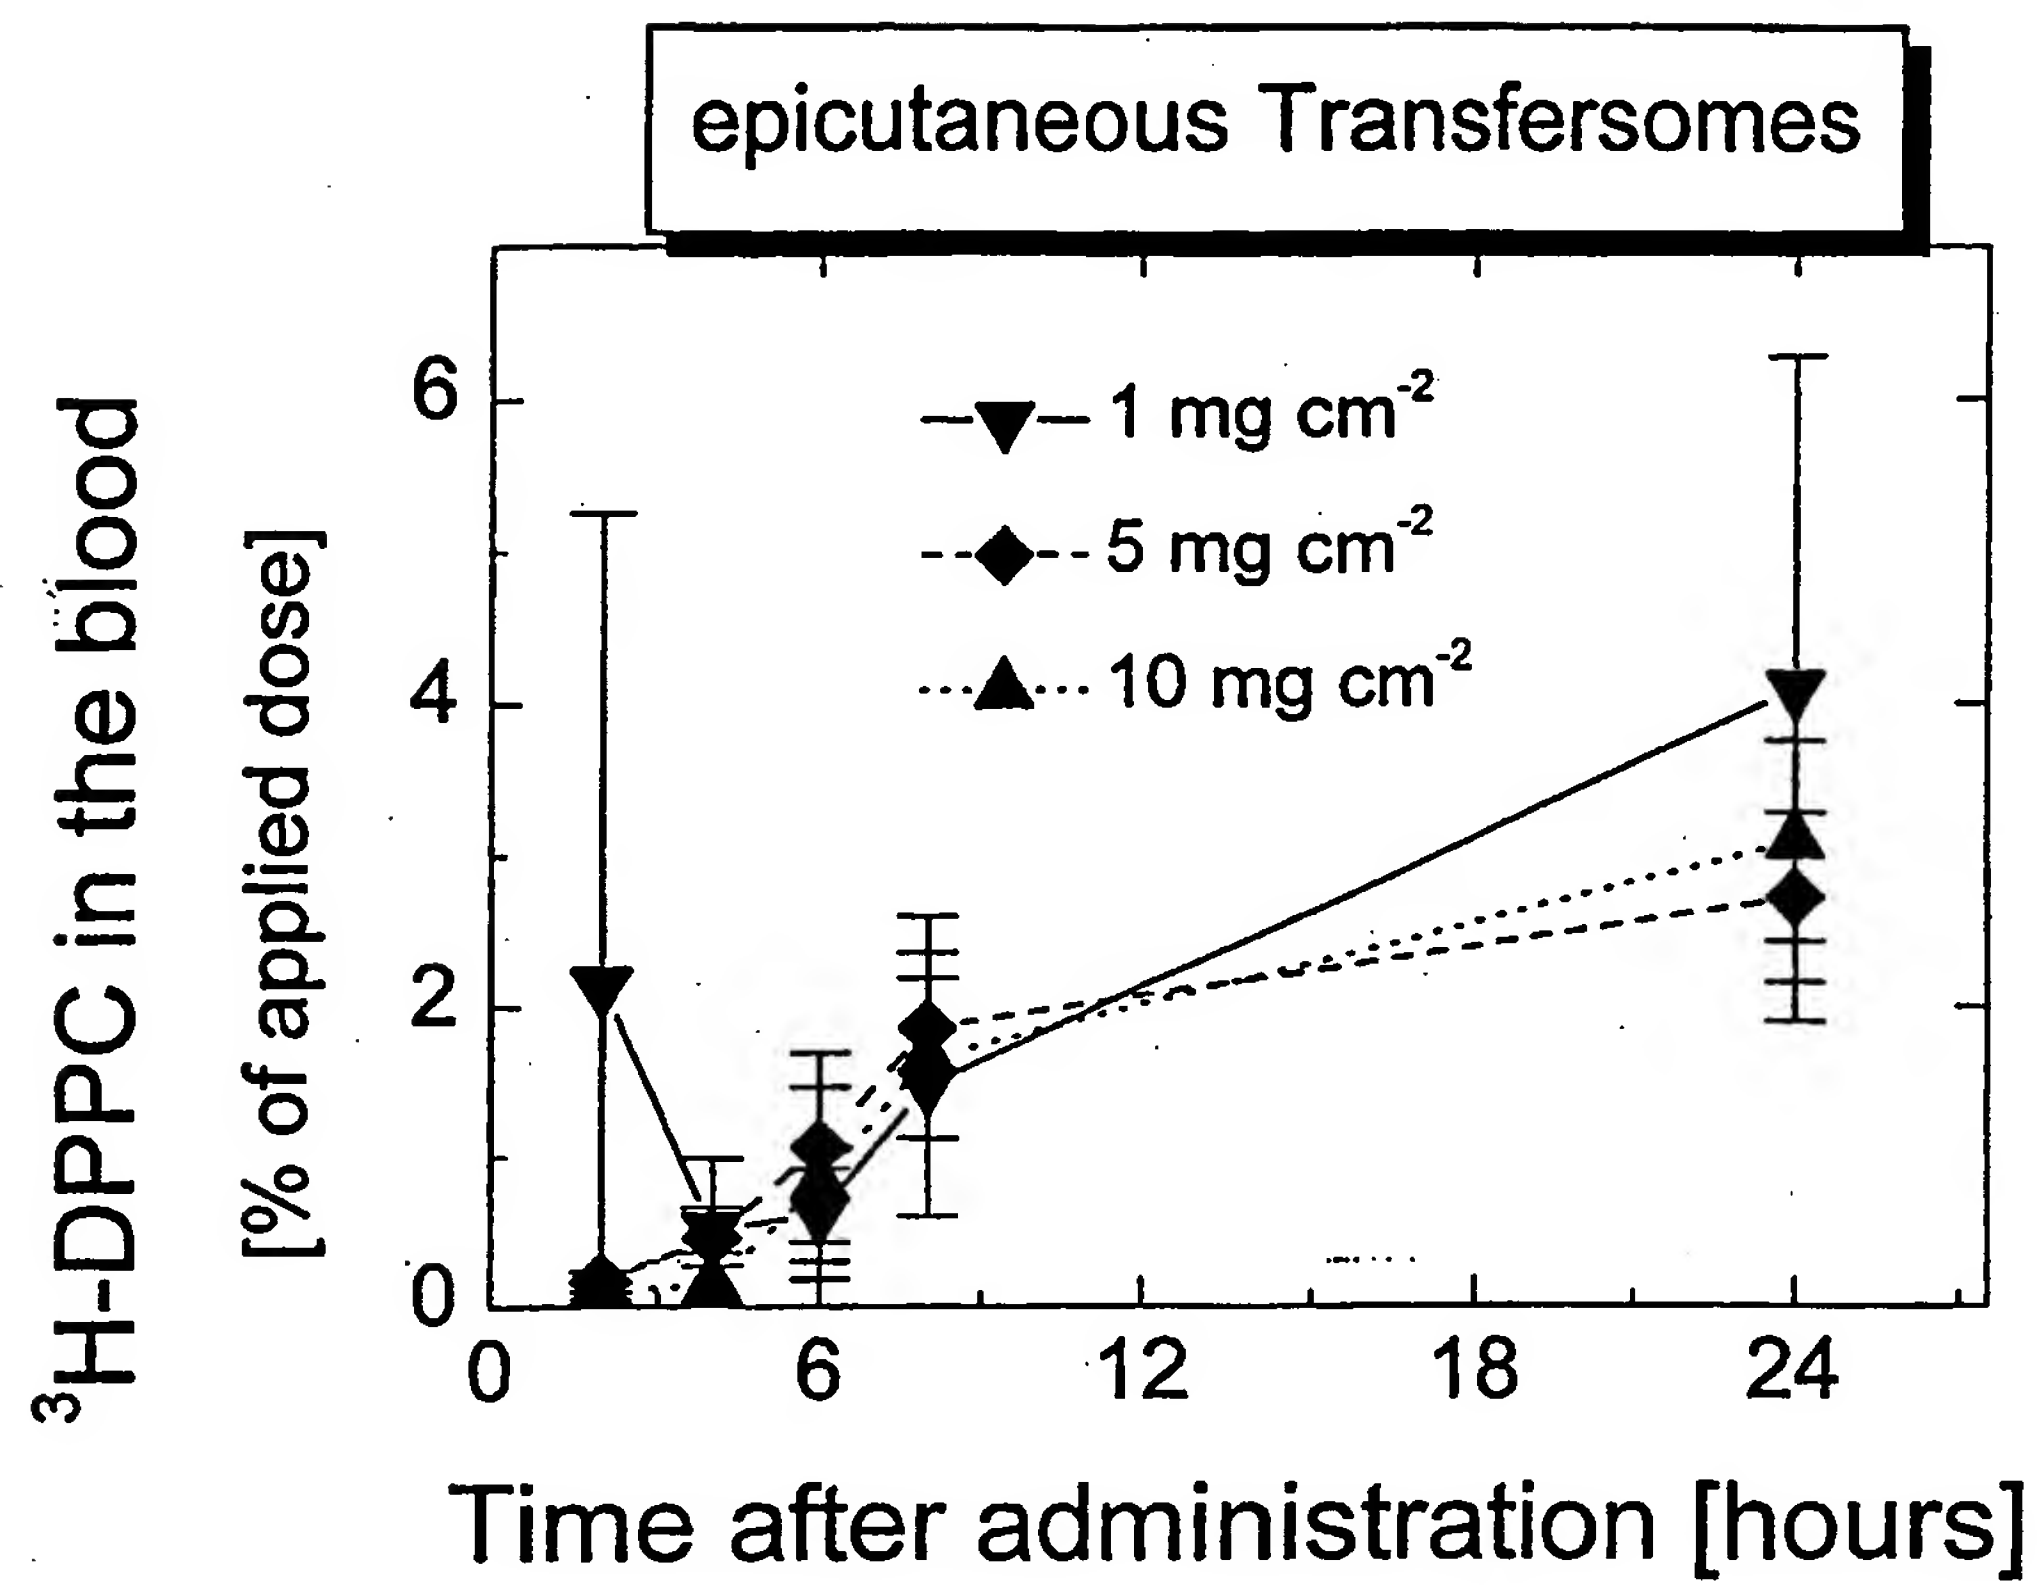 epicutaneous Transfersomes
³H-DPPC in the blood
[% of applied dose]
6
4
2
0
1 mg cm⁻²
5 mg cm⁻²
10 mg cm⁻²
0 6 12 18 24
Time after administration [hours]